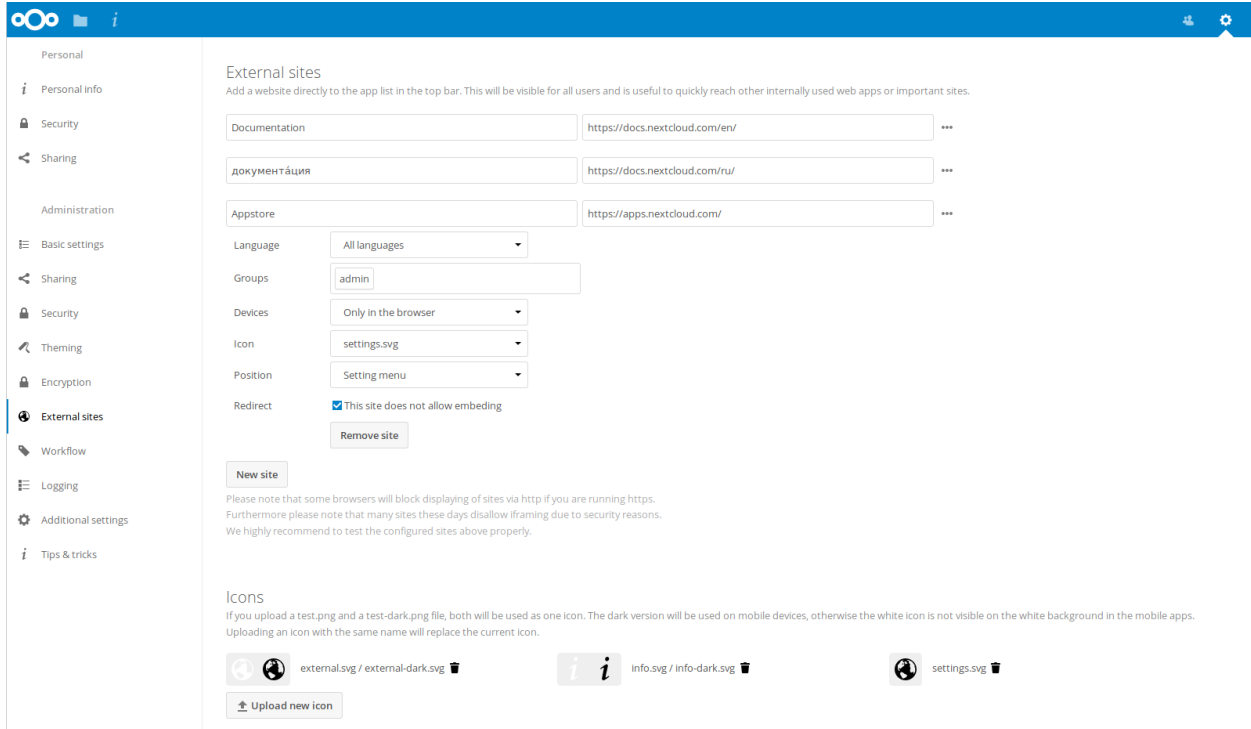 Personal
Personal info
Security
Sharing
Administration
Basic settings
Sharing
Security
Theming
Encryption
External sites
Workflow
Logging
Additional settings
Tips & tricks
External sites
Add a website directly to the app list in the top bar. This will be visible for all users and is useful to quickly reach other internally used web apps or important sites.
Documentation https://docs.nextcloud.com/en/
документа́ция https://docs.nextcloud.com/ru/
Appstore https://apps.nextcloud.com/
Language All languages
Groups admin
Devices Only in the browser
Icon settings.svg
Position Setting menu
Redirect This site does not allow embeding
Remove site
New site
Please note that some browsers will block displaying of sites via http if you are running https.
Furthermore please note that many sites these days disallow iframing due to security reasons.
We highly recommend to test the configured sites above properly.
Icons
If you upload a test.png and a test-dark.png file, both will be used as one icon. The dark version will be used on mobile devices, otherwise the white icon is not visible on the white background in the mobile apps.
Uploading an icon with the same name will replace the current icon.
external.svg / external-dark.svg info.svg / info-dark.svg settings.svg
Upload new icon